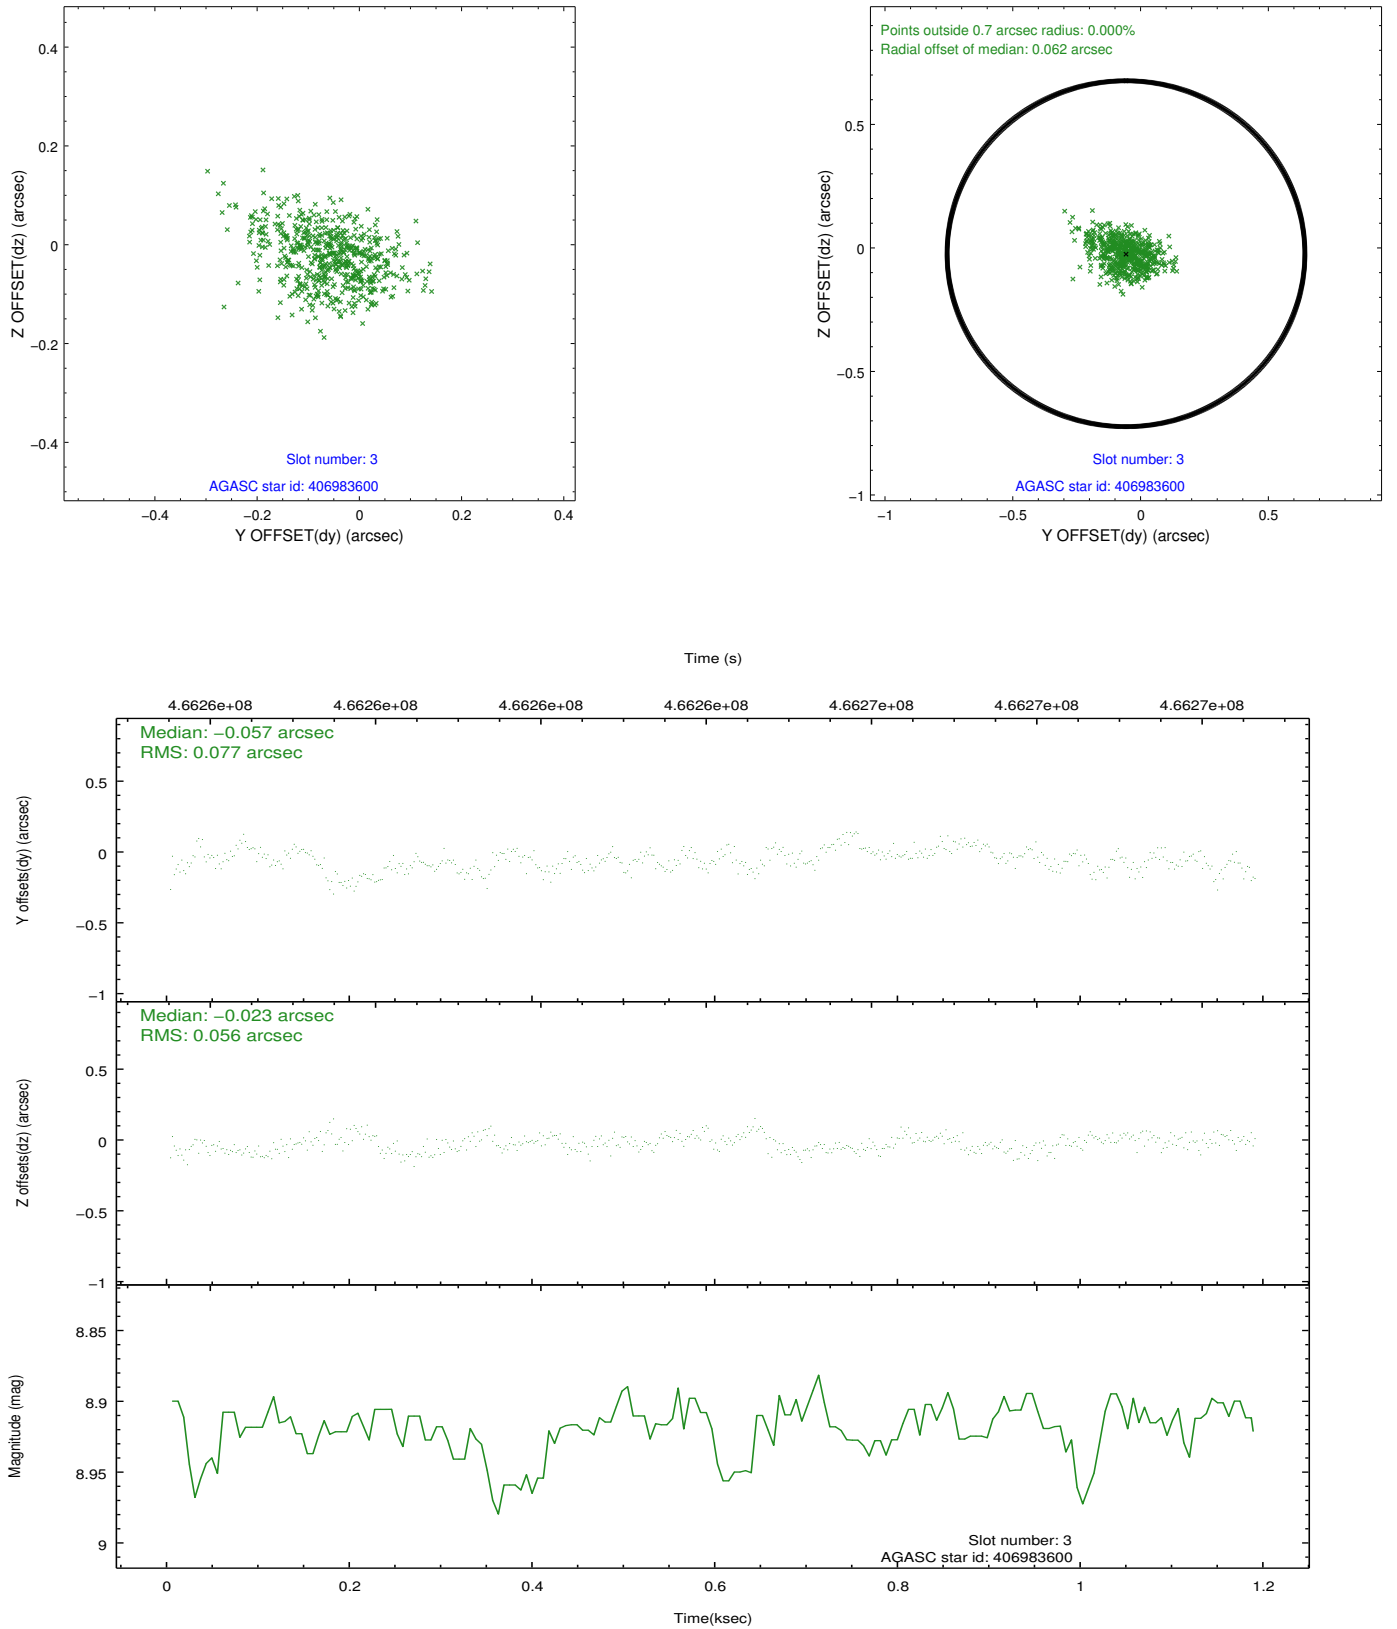 0.4
0.2
0
−0.2
−0.4
Z OFFSET(dz) (arcsec)
Slot number: 3
AGASC star id: 406983600
−0.4
−0.2
0
0.2
0.4
Y OFFSET(dy) (arcsec)
Points outside 0.7 arcsec radius: 0.000%
Radial offset of median: 0.062 arcsec
0.5
0
−0.5
−1
Z OFFSET(dz) (arcsec)
Slot number: 3
AGASC star id: 406983600
−1
−0.5
0
0.5
Y OFFSET(dy) (arcsec)
Time (s)
4.6626e+08
4.6626e+08
4.6626e+08
4.6626e+08
4.6627e+08
4.6627e+08
4.6627e+08
Median: −0.057 arcsec
RMS: 0.077 arcsec
0.5
0
−0.5
−1
Y offsets(dy) (arcsec)
Median: −0.023 arcsec
RMS: 0.056 arcsec
0.5
0
−0.5
−1
Z offsets(dz) (arcsec)
8.85
8.9
8.95
9
Magnitude (mag)
Slot number: 3
AGASC star id: 406983600
0
0.2
0.4
0.6
0.8
1
1.2
Time(ksec)